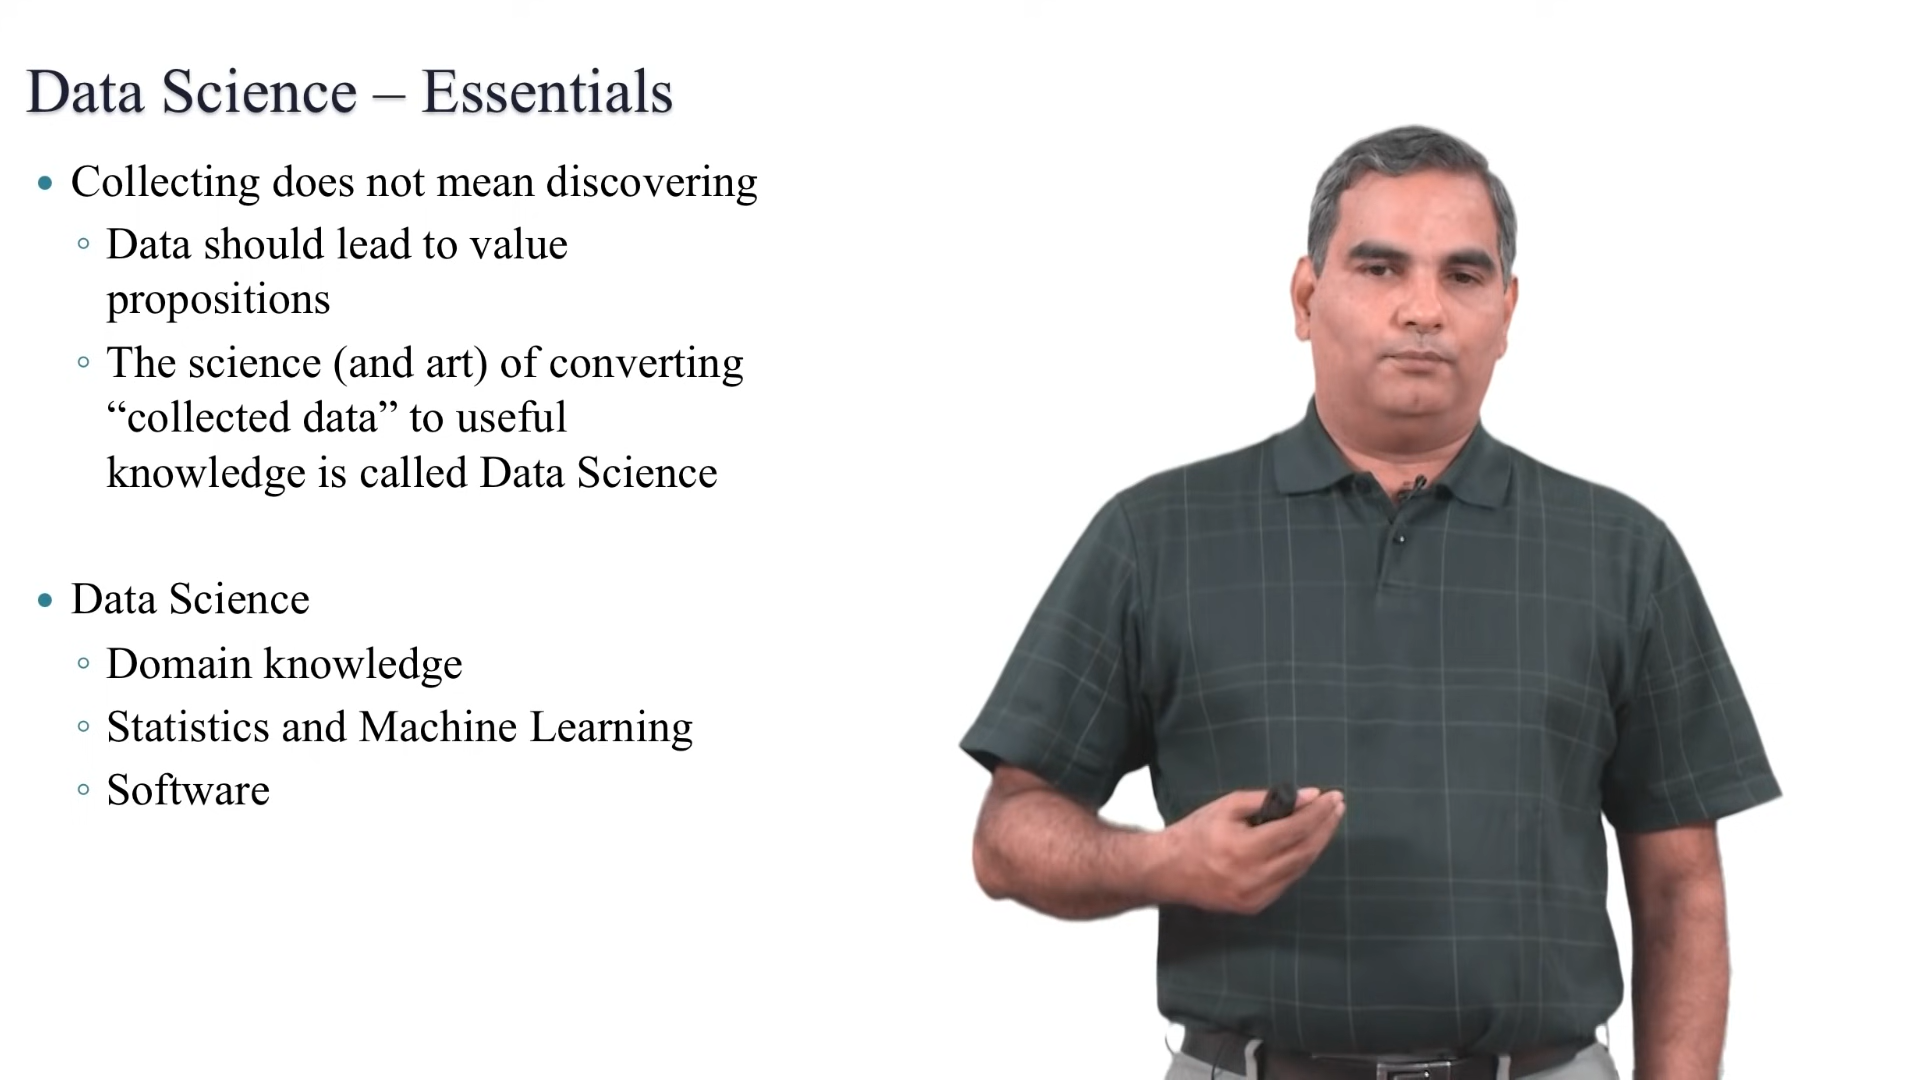 Data Science – Essentials
• Collecting does not mean discovering
◦ Data should lead to value
propositions
◦ The science (and art) of converting
“collected data” to useful
knowledge is called Data Science
• Data Science
◦ Domain knowledge
◦ Statistics and Machine Learning
◦ Software